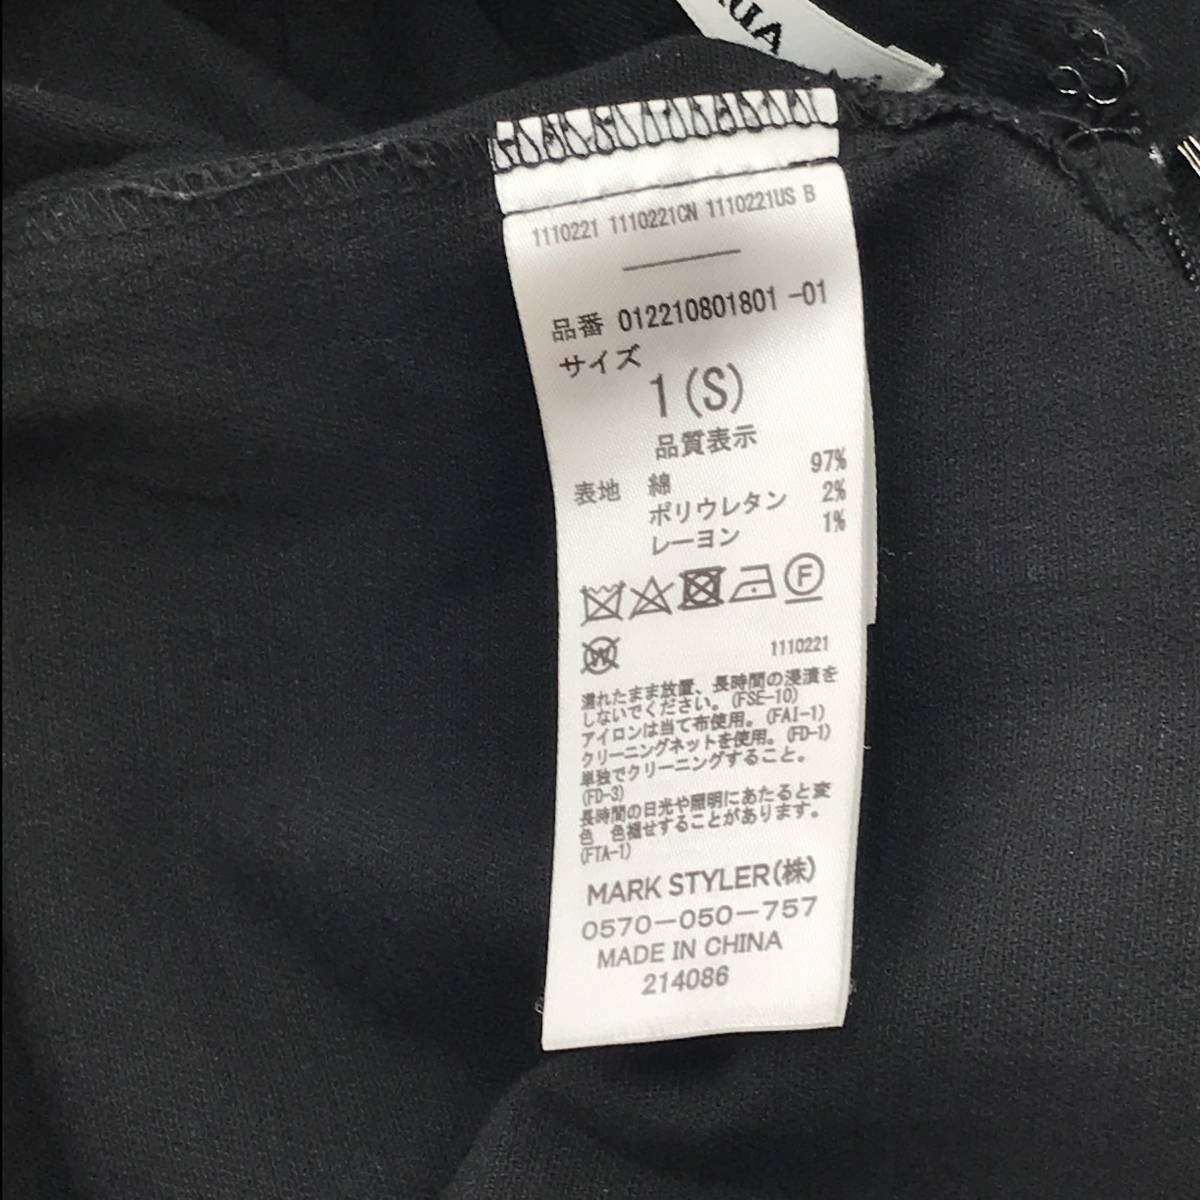 1110221 1110221CN 1110221US B
品番 012210801801 -01
サイズ
1(S)
品質表示
表地 綿 97%
ポリウレタン 2%
レーヨン 1%
F
W
1110221
濡れたまま放置、長時間の浸漬を
しないでください。(FSE-10)
アイロンは当て布使用。(FAI-1)
クリーニングネットを使用。(FD-1)
単独でクリーニングすること。
(FD-3)
長時間の日光や照明にあたると変
色 色褪せすることがあります。
(FTA-1)
MARK STYLER(株)
0570-050-757
MADE IN CHINA
214086